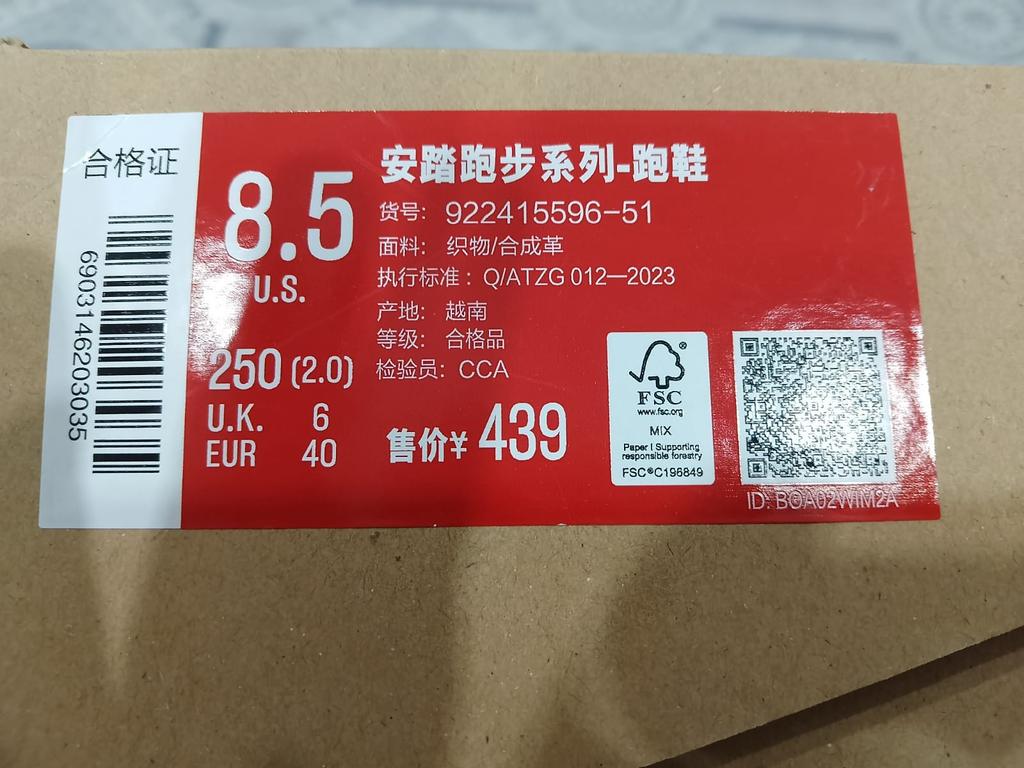 合格证
6903146203035
8.5
U.S.
250 (2.0)
U.K. 6
EUR 40
安踏跑步系列-跑鞋
货号: 922415596-51
面料: 织物/合成革
执行标准: Q/ATZG 012—2023
产地: 越南
等级: 合格品
检验员: CCA
售价¥ 439
FSC®
www.fsc.org
MIX
Paper | Supporting
responsible forestry
FSC®C196849
ID: BOA02WIM2A